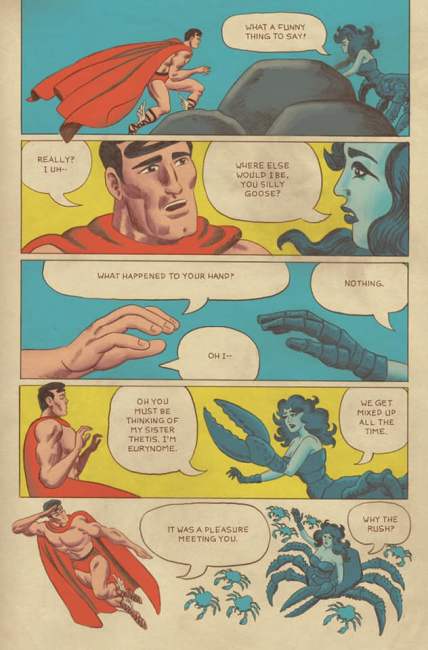 WHAT A FUNNY
THING TO SAY!
REALLY?
I UH--
WHERE ELSE
WOULD I BE,
YOU SILLY
GOOSE?
WHAT HAPPENED TO YOUR HAND?
NOTHING.
OH I--
OH YOU
MUST BE
THINKING OF
MY SISTER
THETIS. I'M
EURYNOME.
WE GET
MIXED UP
ALL THE
TIME.
IT WAS A PLEASURE
MEETING YOU.
WHY THE
RUSH?